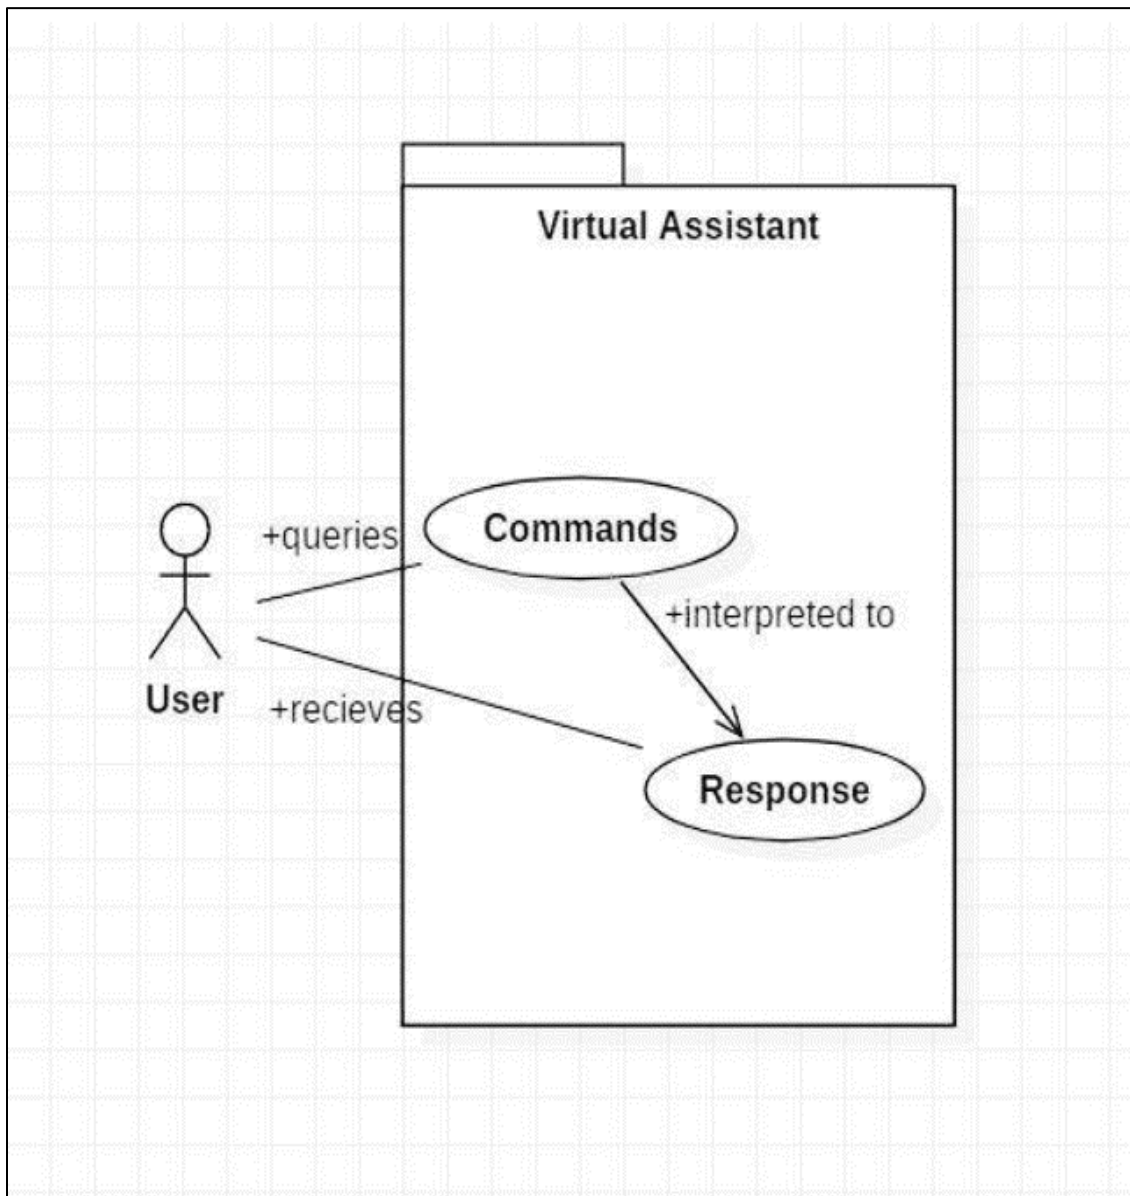 Virtual Assistant
+queries
Commands
+interpreted to
User
+recieves
Response